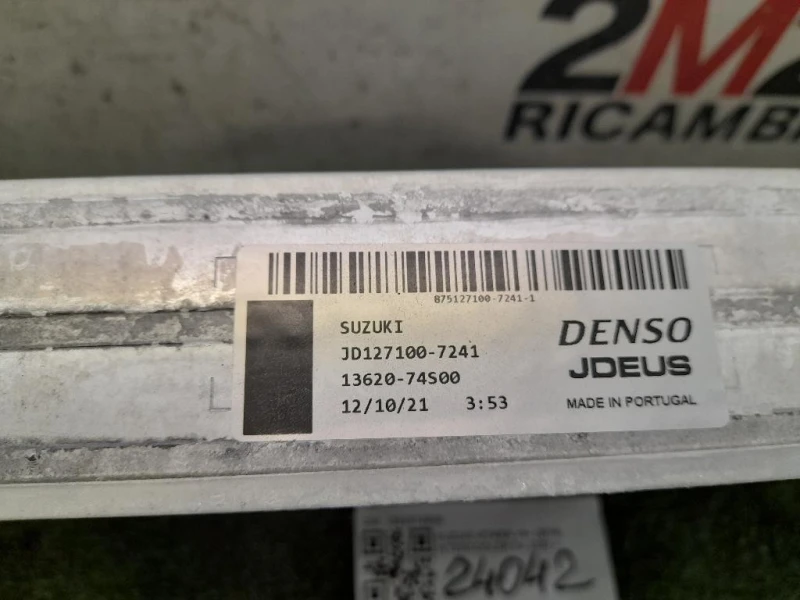 2M2
RICAMBI
875127100-7241-1
SUZUKI
JD127100-7241
13620-74S00
12/10/21 3:53
DENSO
JDEUS
MADE IN PORTUGAL
24042